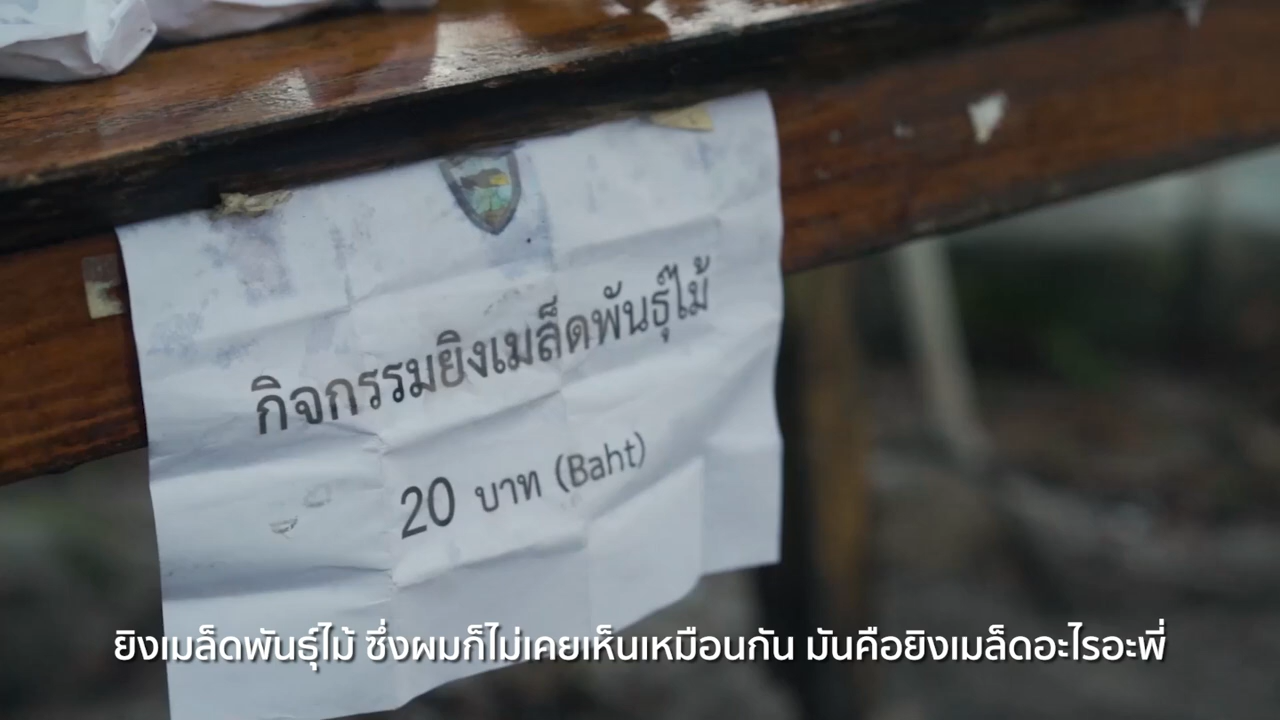 กิจกรรมยิงเมล็ดพันธุ์ไม้
20 บาท (Baht)
ยิงเมล็ดพันธุ์ไม้ ซึ่งผมก็ไม่เคยเห็นเหมือนกัน มันคือยิงเมล็ดอะไรอะพี่